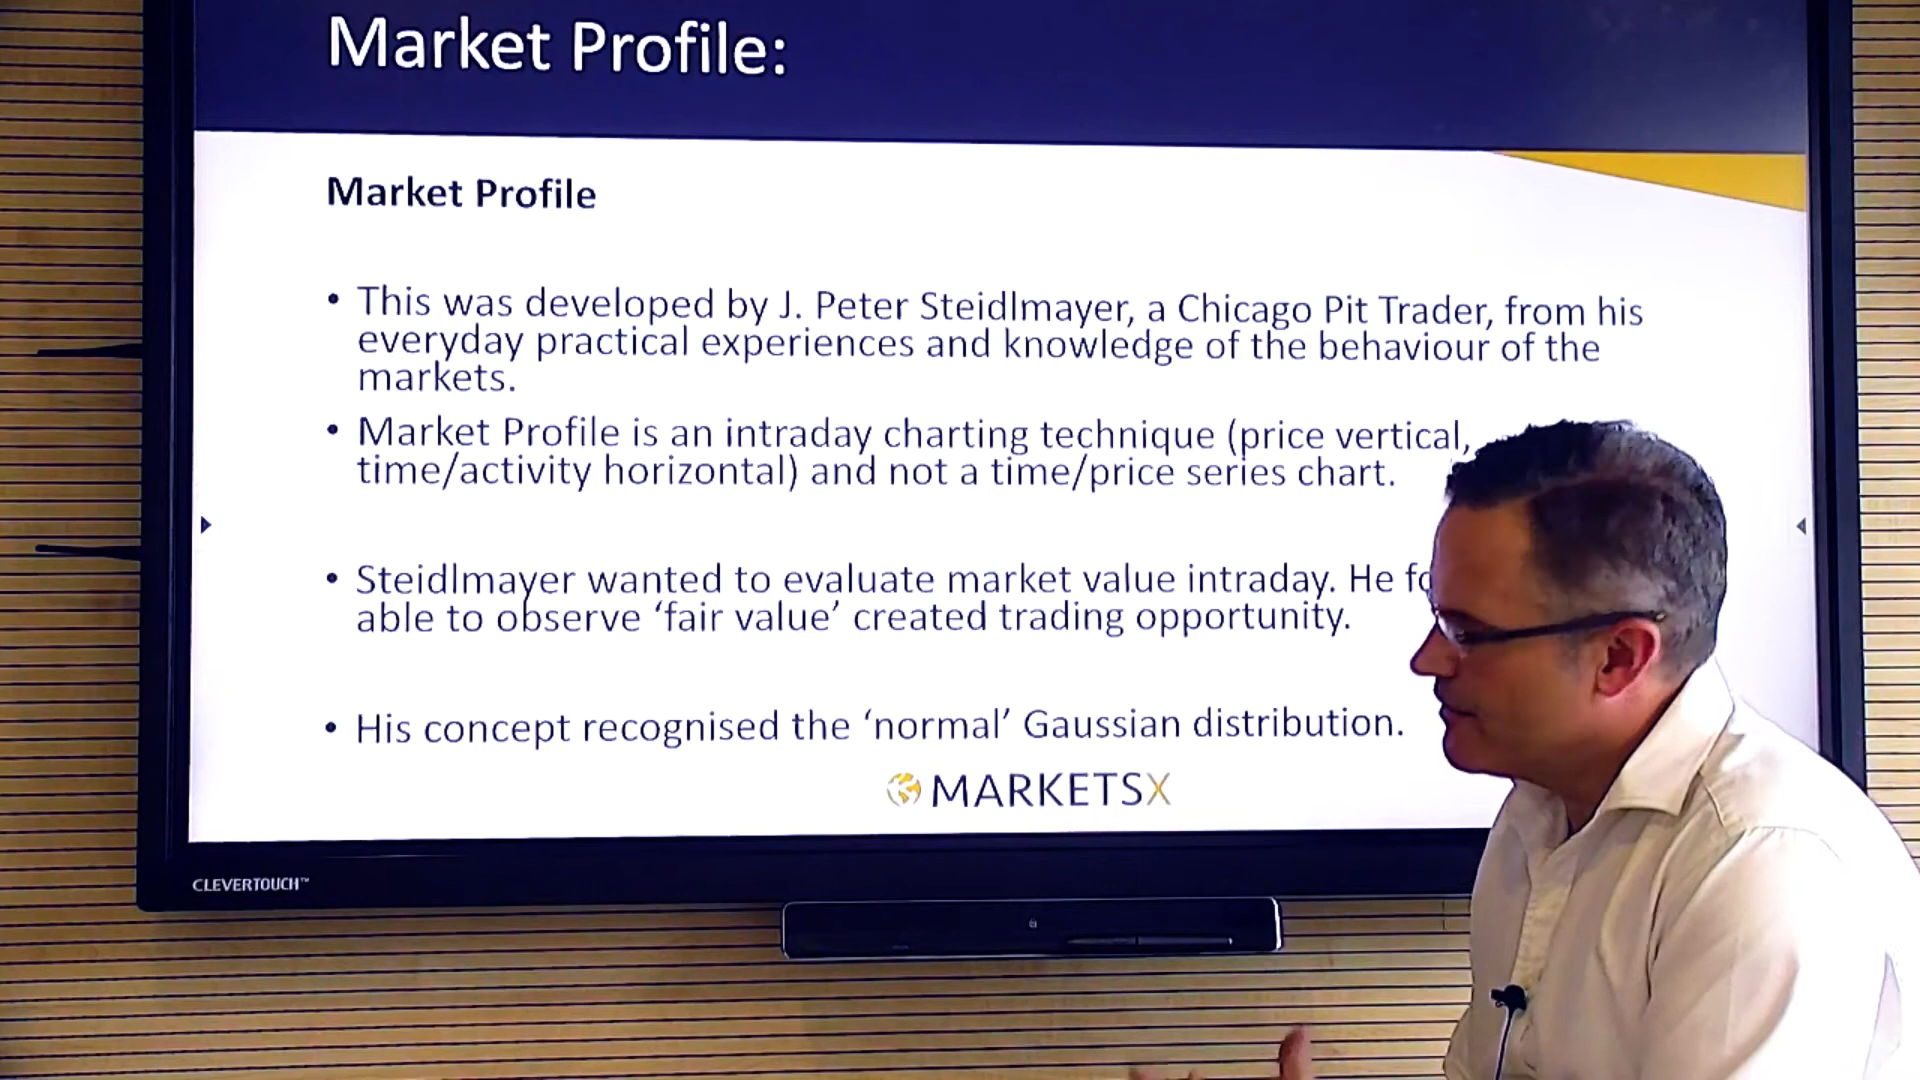 Market Profile:
Market Profile
• This was developed by J. Peter Steidlmayer, a Chicago Pit Trader, from his
everyday practical experiences and knowledge of the behaviour of the
markets.
• Market Profile is an intraday charting technique (price vertical,
time/activity horizontal) and not a time/price series chart.
• Steidlmayer wanted to evaluate market value intraday. He
able to observe ‘fair value’ created trading opportunity.
• His concept recognised the ‘normal’ Gaussian distribution.
MARKETSX
CLEVERTOUCH™